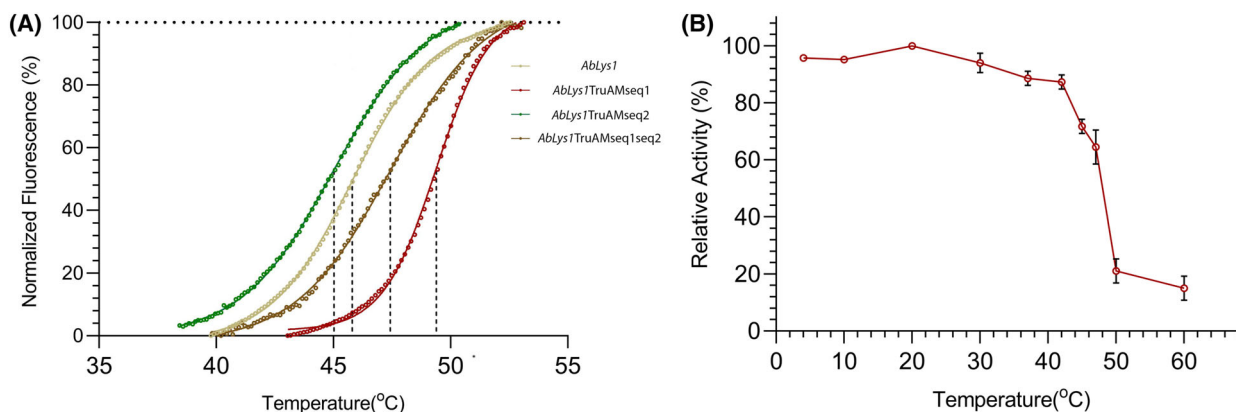 (A)
Normalized Fluorescence (%)
100
80
60
40
20
0
35
40
45
50
55
Temperature(°C)
AbLys1
AbLys1TruAMseq1
AbLys1TruAMseq2
AbLys1TruAMseq1seq2
(B)
Relative Activity (%)
100
80
60
40
20
0
0
10
20
30
40
50
60
Temperature(°C)